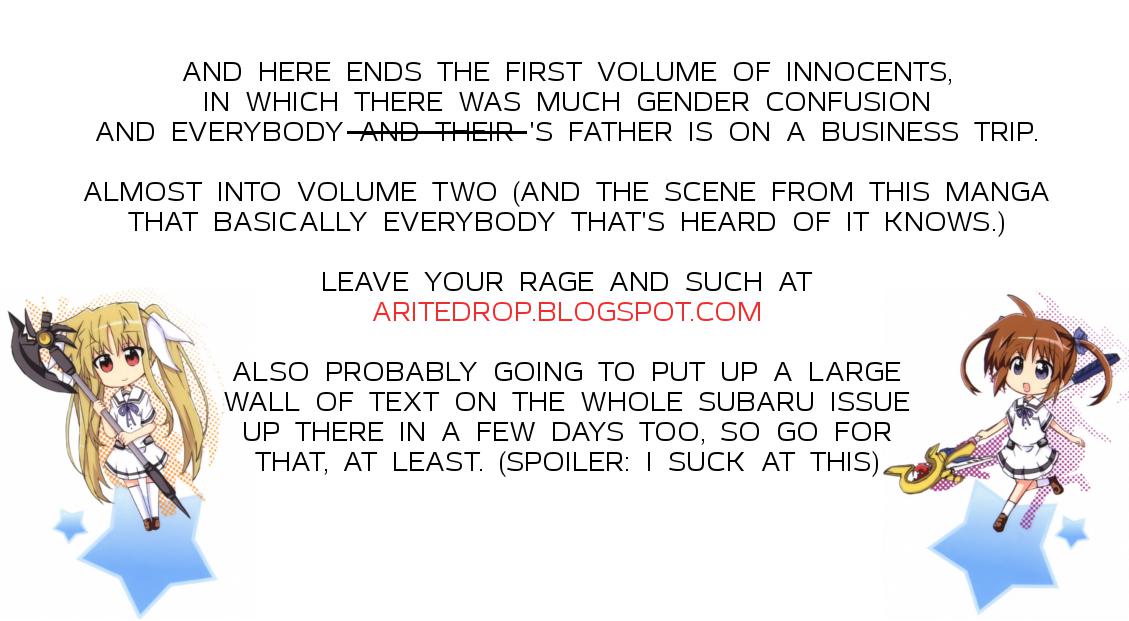 AND HERE ENDS THE FIRST VOLUME OF INNOCENTS,
IN WHICH THERE WAS MUCH GENDER CONFUSION
AND EVERYBODY AND THEIR 'S FATHER IS ON A BUSINESS TRIP.
ALMOST INTO VOLUME TWO (AND THE SCENE FROM THIS MANGA
THAT BASICALLY EVERYBODY THAT'S HEARD OF IT KNOWS.)
LEAVE YOUR RAGE AND SUCH AT
ARITEDROP.BLOGSPOT.COM
ALSO PROBABLY GOING TO PUT UP A LARGE
WALL OF TEXT ON THE WHOLE SUBARU ISSUE
UP THERE IN A FEW DAYS TOO, SO GO FOR
THAT, AT LEAST. (SPOILER: I SUCK AT THIS)